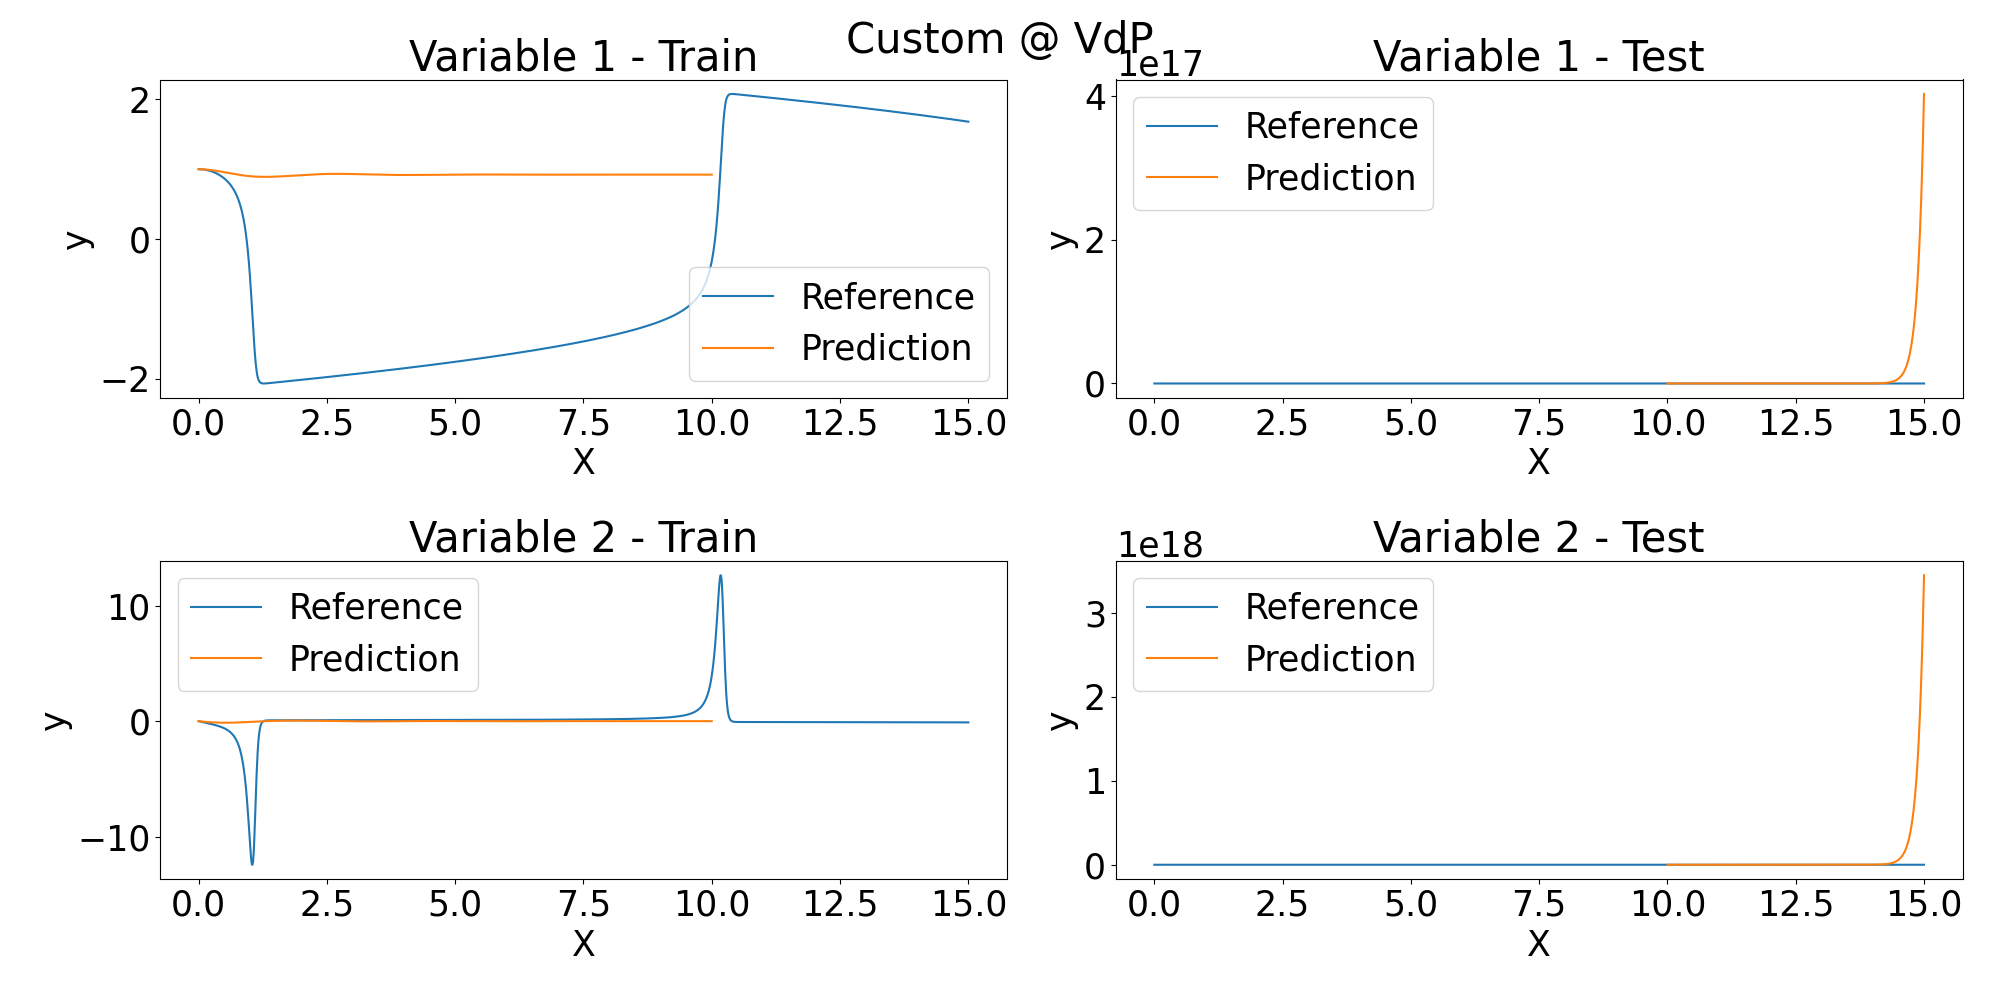 Custom @ VdP
Variable 1 - Train
2
0
−2
y
Reference
Prediction
0.0 2.5 5.0 7.5 10.0 12.5 15.0
X
Variable 1 - Test
1e17
4
2
0
y
Reference
Prediction
0.0 2.5 5.0 7.5 10.0 12.5 15.0
X
Variable 2 - Train
10
0
−10
y
Reference
Prediction
0.0 2.5 5.0 7.5 10.0 12.5 15.0
X
Variable 2 - Test
1e18
3
2
1
0
y
Reference
Prediction
0.0 2.5 5.0 7.5 10.0 12.5 15.0
X